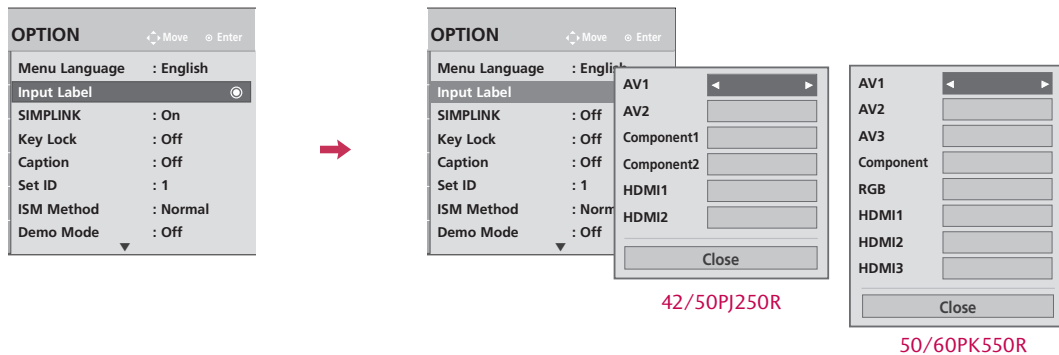 OPTION Move Enter
Menu Language : English
Input Label
SIMPLINK : On
Key Lock : Off
Caption : Off
Set ID : 1
ISM Method : Normal
Demo Mode : Off
OPTION Move Enter
Menu Language : Englis
Input Label
SIMPLINK : Off
Key Lock : Off
Caption : Off
Set ID : 1
ISM Method : Norm
Demo Mode : Off
AV1
AV2
Component1
Component2
HDMI1
HDMI2
Close
42/50PJ250R
AV1
AV2
AV3
Component
RGB
HDMI1
HDMI2
HDMI3
Close
50/60PK550R